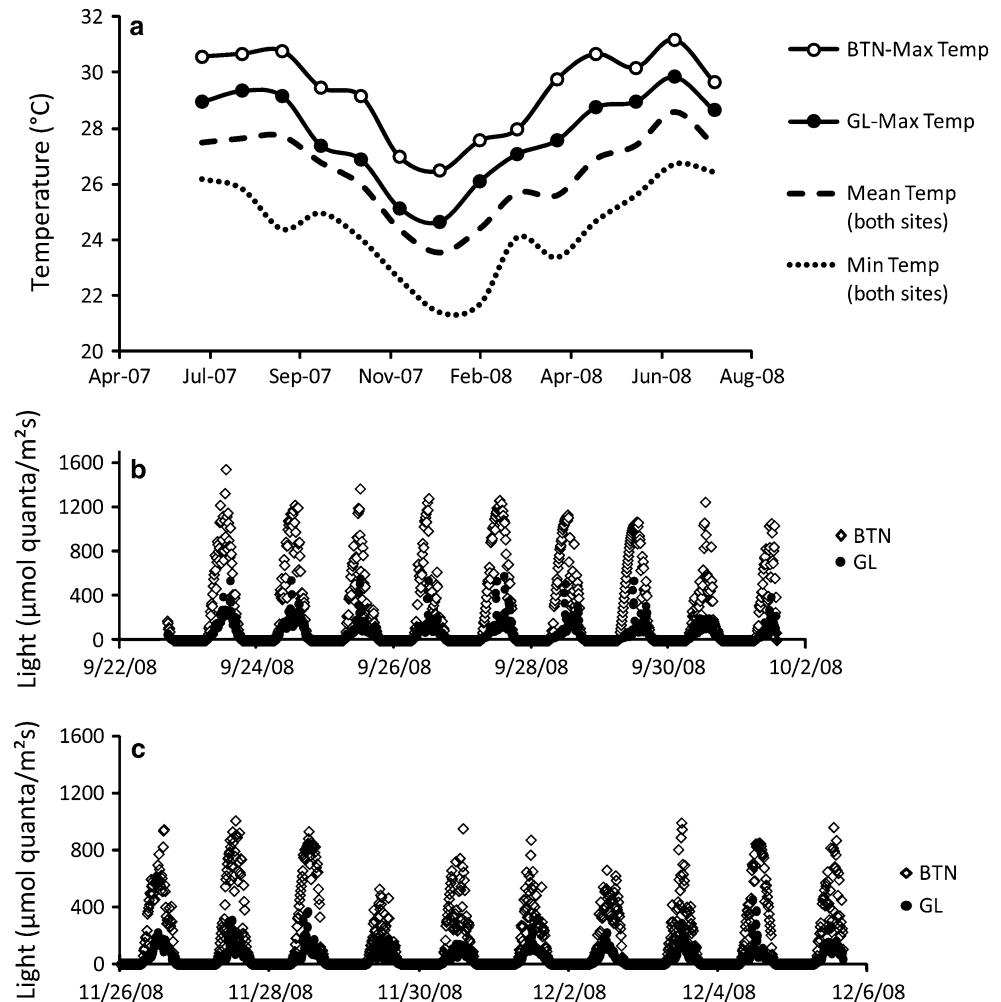 a
32
30
28
26
24
22
20
Temperature (°C)
Apr-07 Jul-07 Sep-07 Nov-07 Feb-08 Apr-08 Jun-08 Aug-08
BTN-Max Temp
GL-Max Temp
Mean Temp
(both sites)
Min Temp
(both sites)
b
1600
1200
800
400
0
Light (µmol quanta/m²s)
9/22/08 9/24/08 9/26/08 9/28/08 9/30/08 10/2/08
BTN
GL
c
1600
1200
800
400
0
Light (µmol quanta/m²s)
11/26/08 11/28/08 11/30/08 12/2/08 12/4/08 12/6/08
BTN
GL